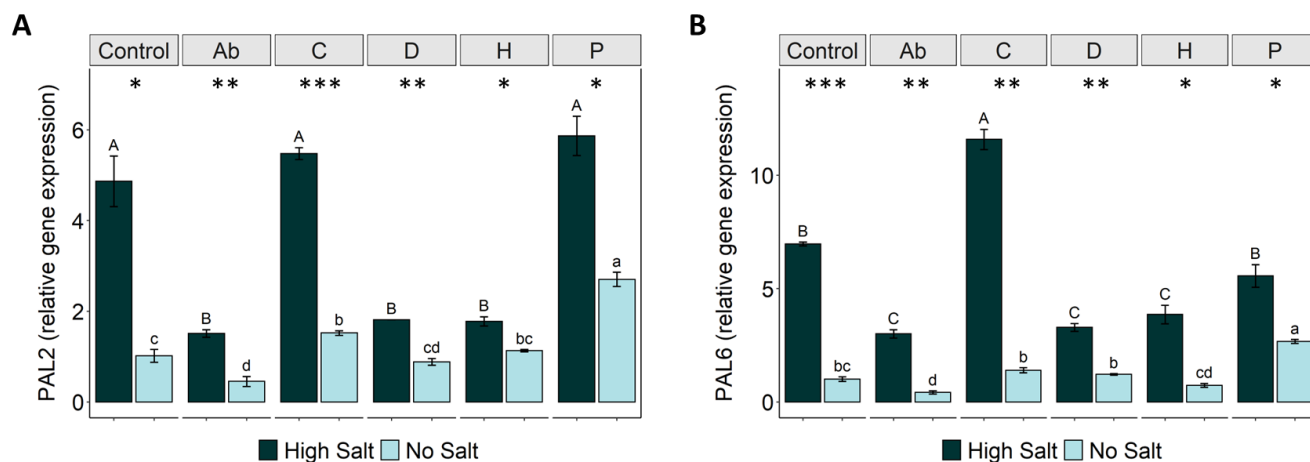 A
Control Ab C D H P
* ** *** ** * *
PAL2 (relative gene expression)
6
4
2
0
A c B d A b B cd B bc A a
High Salt No Salt
B
Control Ab C D H P
*** ** ** ** * *
PAL6 (relative gene expression)
10
5
0
B bc C d A b C b C cd B a
High Salt No Salt